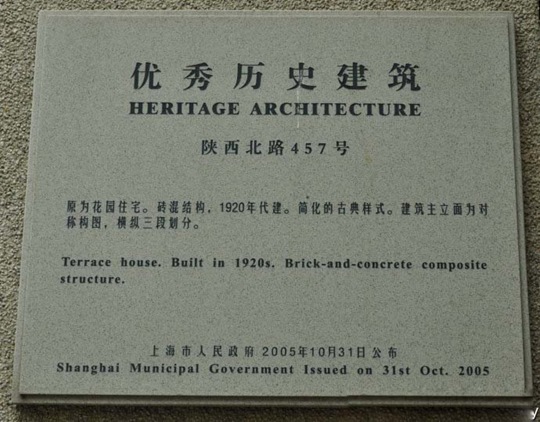 优秀历史建筑
HERITAGE ARCHITECTURE
陕西北路457号
原为花园住宅。砖混结构，1920年代建。简化的古典样式。建筑主立面为对
称构图，横纵三段划分。
Terrace house. Built in 1920s. Brick-and-concrete composite
structure.
上海市人民政府 2005年10月31日公布
Shanghai Municipal Government Issued on 31st Oct. 2005
y